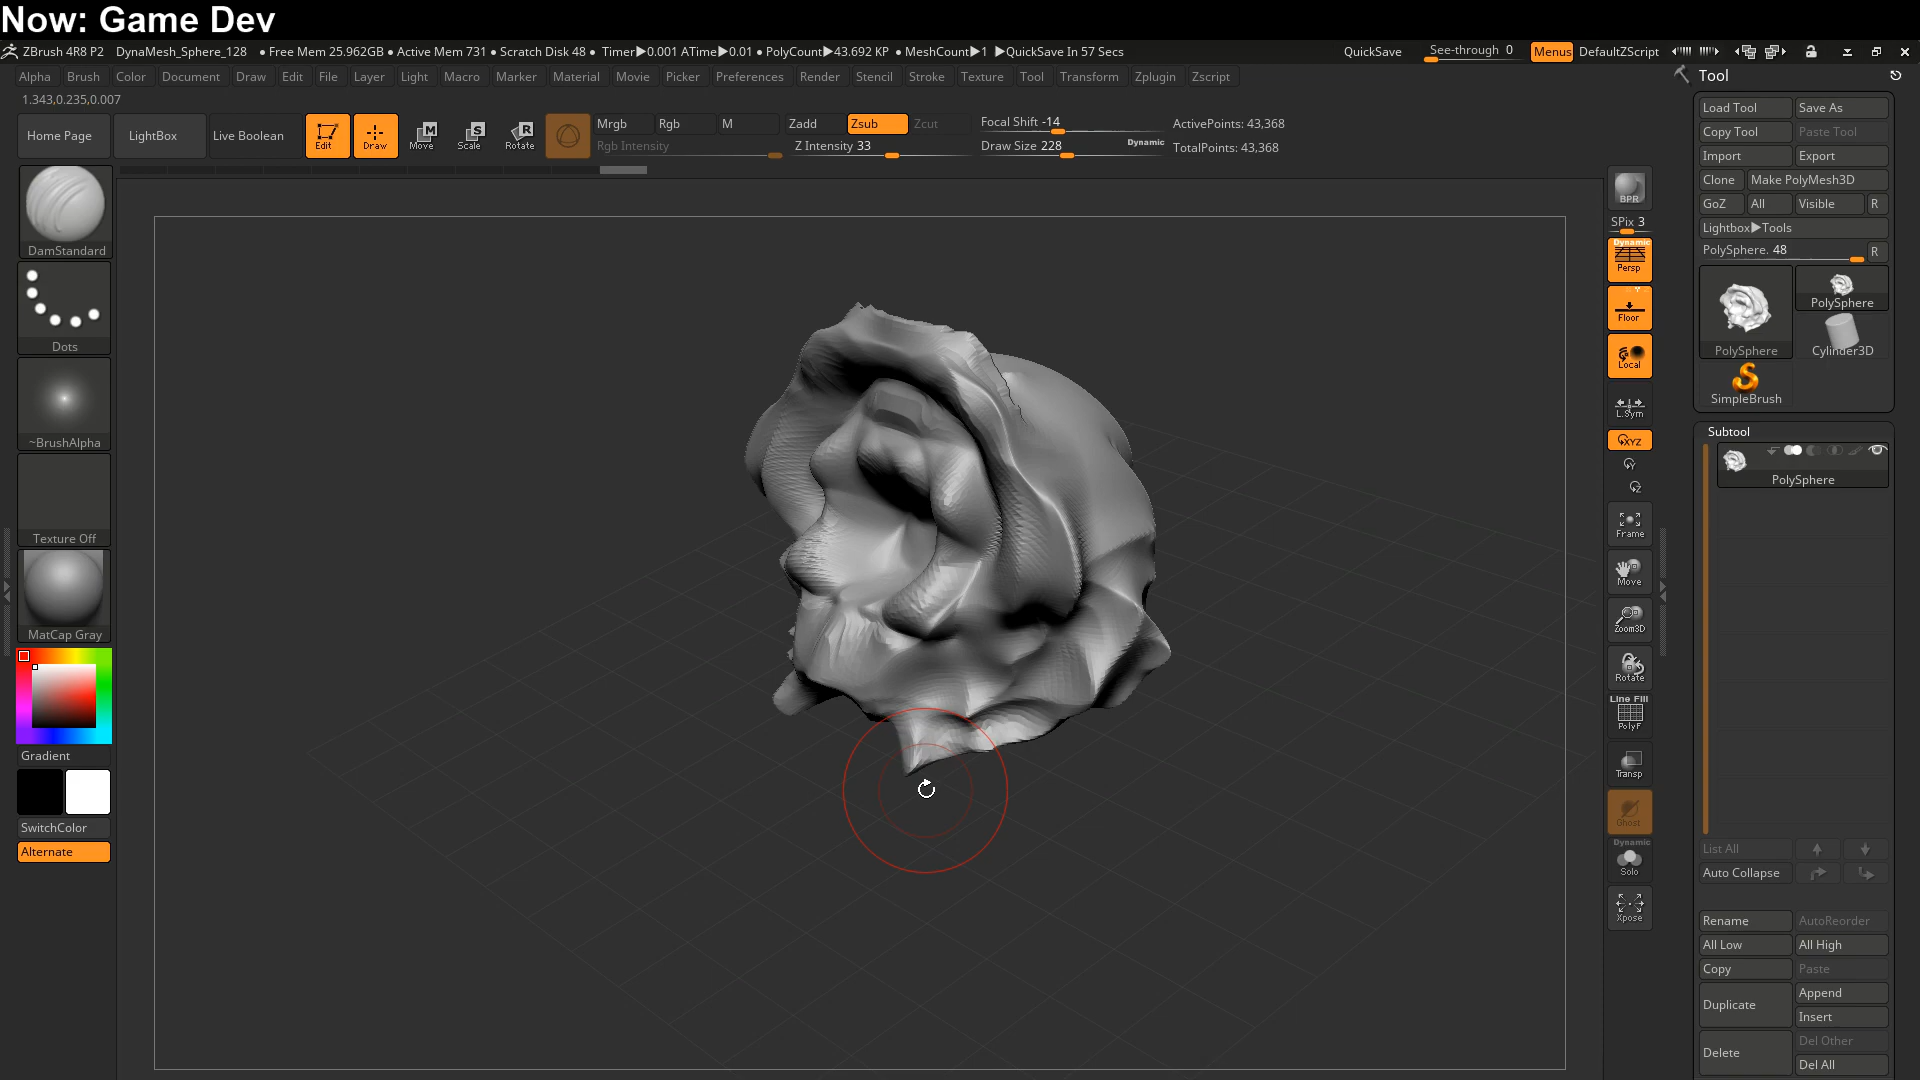 Now: Game Dev
ZBrush 4R8 P2 DynaMesh_Sphere_128 ● Free Mem 25.962GB ● Active Mem 731 ● Scratch Disk 48 ● Timer▶0.001 ATime▶0.01 ● PolyCount▶43.692 KP ● MeshCount▶1 ▶QuickSave In 57 Secs QuickSave See-through 0 Menus DefaultZScript
Alpha Brush Color Document Draw Edit File Layer Light Macro Marker Material Movie Picker Preferences Render Stencil Stroke Texture Tool Transform Zplugin Zscript
1.343,0.235,0.007
Home Page LightBox Live Boolean Edit Draw Move Scale Rotate
Mrgb Rgb M Zadd Zsub Zcut Focal Shift -14 ActivePoints: 43,368
Rgb Intensity Z Intensity 33 Draw Size 228 Dynamic TotalPoints: 43,368
DamStandard
Dots
~BrushAlpha
Texture Off
MatCap Gray
Gradient
SwitchColor
Alternate
BPR
SPix 3
Dynamic
Persp
Floor
Local
L.Sym
XYZ
Y
Z
Frame
Move
Zoom3D
Rotate
Line Fill
PolyF
Transp
Ghost
Dynamic
Solo
Xpose
Tool
Load Tool Save As
Copy Tool Paste Tool
Import Export
Clone Make PolyMesh3D
GoZ All Visible R
Lightbox▶Tools
PolySphere. 48 R
PolySphere PolySphere
Cylinder3D
SimpleBrush
Subtool
PolySphere
List All
Auto Collapse
Rename AutoReorder
All Low All High
Copy Paste
Duplicate Append
Insert
Delete Del Other
Del All